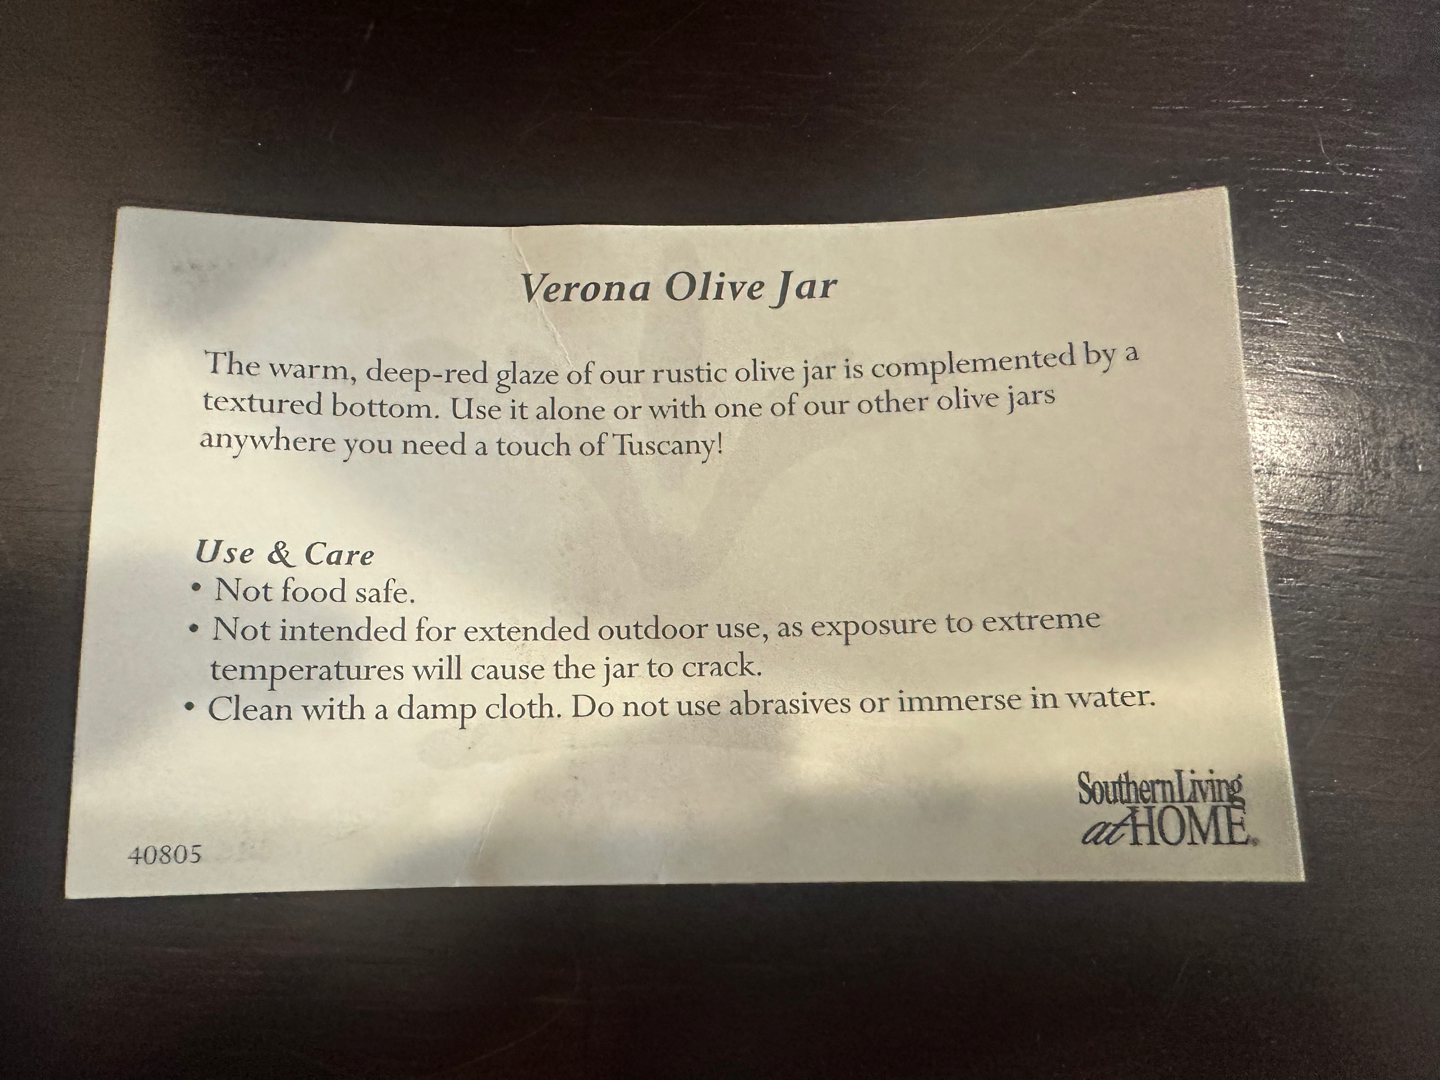 Verona Olive Jar
The warm, deep-red glaze of our rustic olive jar is complemented by a
textured bottom. Use it alone or with one of our other olive jars
anywhere you need a touch of Tuscany!
Use & Care
• Not food safe.
• Not intended for extended outdoor use, as exposure to extreme
temperatures will cause the jar to crack.
• Clean with a damp cloth. Do not use abrasives or immerse in water.
Southern Living
at HOME®
40805